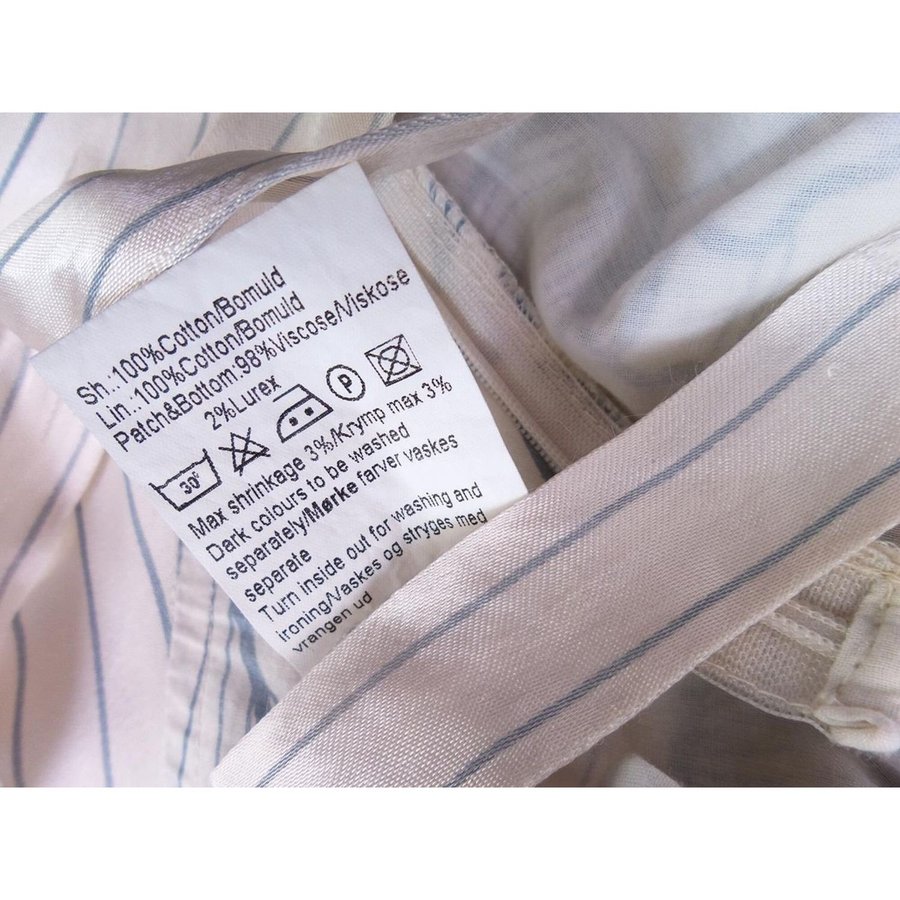 Sh.:100%Cotton/Bomuld
Lin.:100%Cotton/Bomuld
Patch&Bottom:98%Viscose/Viskose
2%Lurex
30° P
Max shrinkage 3%/Krymp max 3%
Dark colours to be washed
separately/Mørke farver vaskes
separate
Turn inside out for washing and
ironing/Vaskes og stryges med
vrangen ud